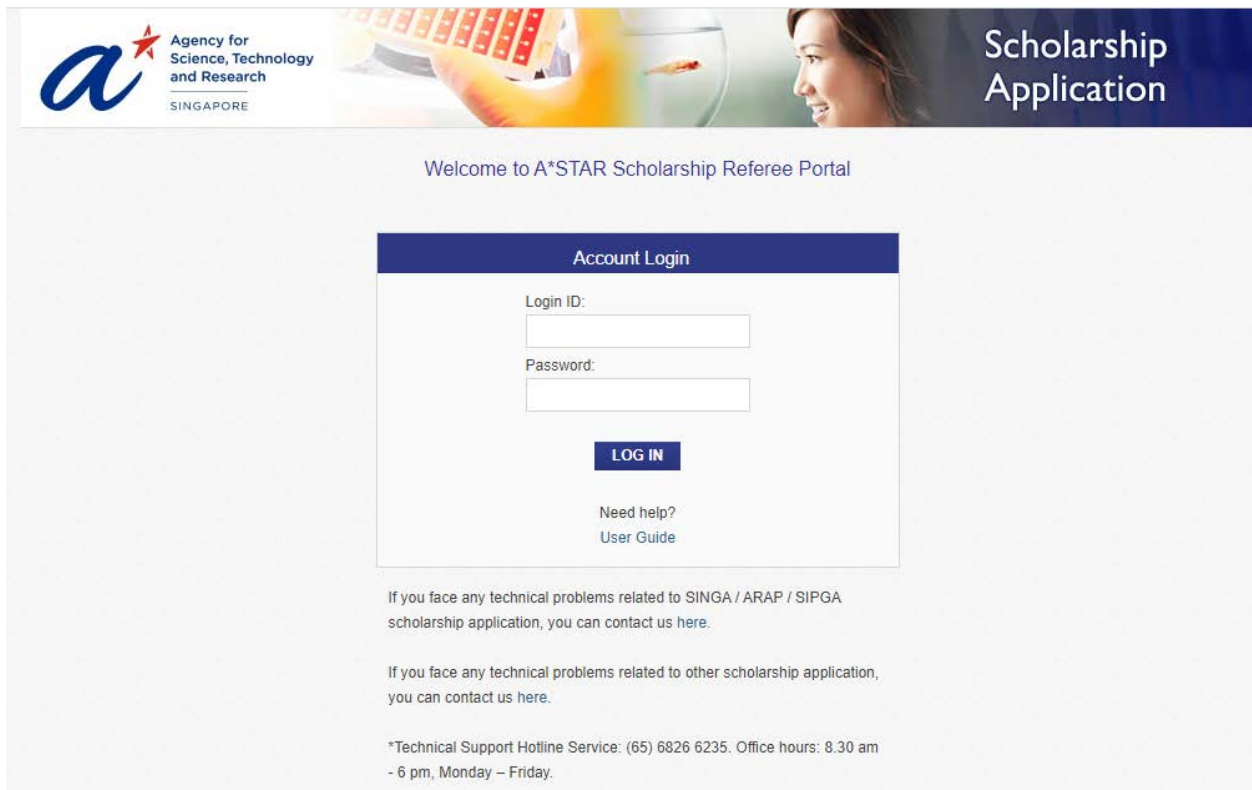 Agency for
Science, Technology
and Research
SINGAPORE
Scholarship
Application
Welcome to A*STAR Scholarship Referee Portal
Account Login
Login ID:
Password:
LOG IN
Need help?
User Guide
If you face any technical problems related to SINGA / ARAP / SIPGA
scholarship application, you can contact us here.
If you face any technical problems related to other scholarship application,
you can contact us here.
*Technical Support Hotline Service: (65) 6826 6235. Office hours: 8.30 am
- 6 pm, Monday – Friday.